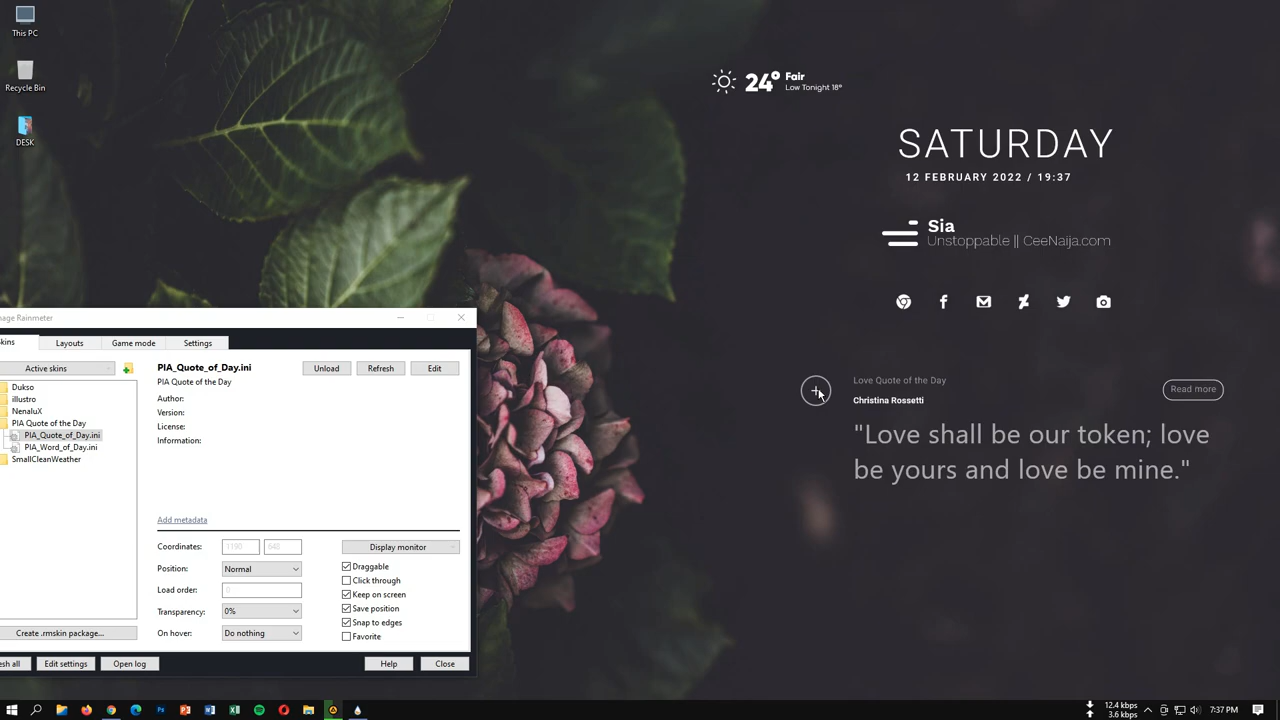 This PC
Recycle Bin
DESK
24° Fair
Low Tonight 18°
SATURDAY
12 FEBRUARY 2022 / 19:37
Sia
Unstoppable || CeeNaija.com
Love Quote of the Day
Christina Rossetti
Read more
"Love shall be our token; love
be yours and love be mine."
nage Rainmeter
kins
Layouts
Game mode
Settings
Active skins
Dukso
illustro
NenaluX
PIA Quote of the Day
PIA_Quote_of_Day.ini
PIA_Word_of_Day.ini
SmallCleanWeather
Create .rmskin package...
PIA_Quote_of_Day.ini
Unload
Refresh
Edit
PIA Quote of the Day
Author:
Version:
License:
Information:
Add metadata
Coordinates: 1190 648
Display monitor
Position: Normal
Load order: 0
Transparency: 0%
On hover: Do nothing
Draggable
Click through
Keep on screen
Save position
Snap to edges
Favorite
esh all
Edit settings
Open log
Help
Close
12.4 kbps
3.6 kbps
7:37 PM